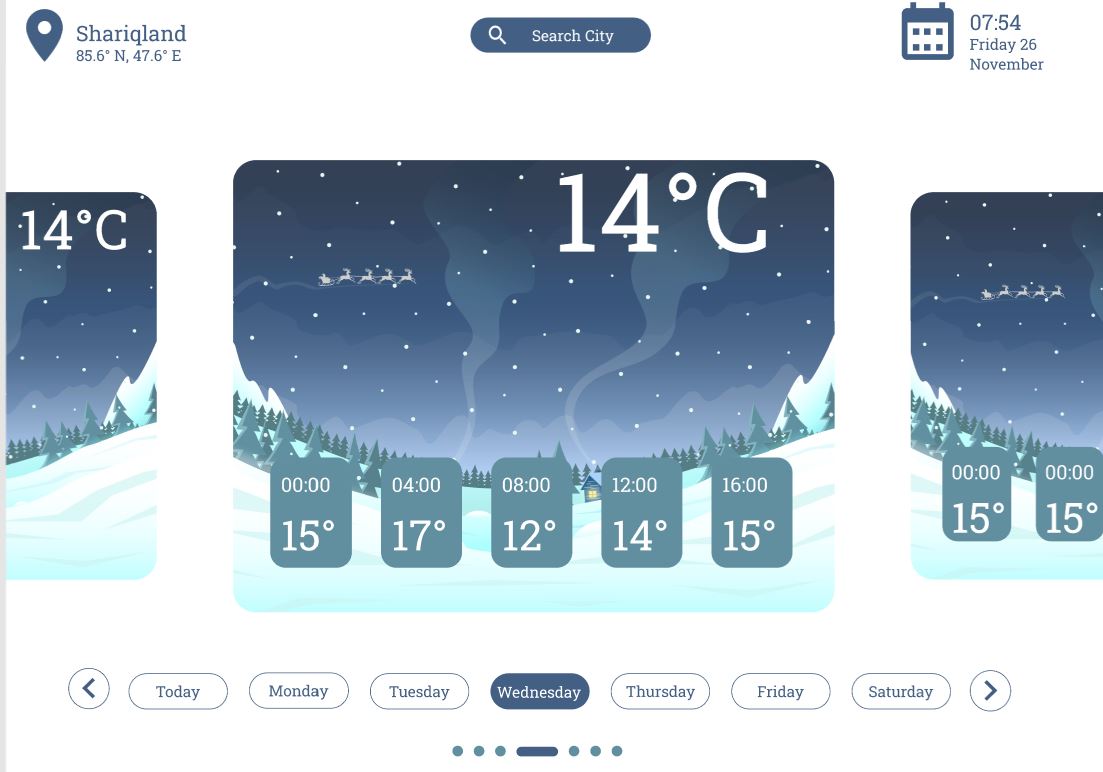 Shariqland
85.6° N, 47.6° E
Search City
07:54
Friday 26
November
14°C
14°C
00:00
15°
04:00
17°
08:00
12°
12:00
14°
16:00
15°
00:00
15°
00:00
15°
Today
Monday
Tuesday
Wednesday
Thursday
Friday
Saturday